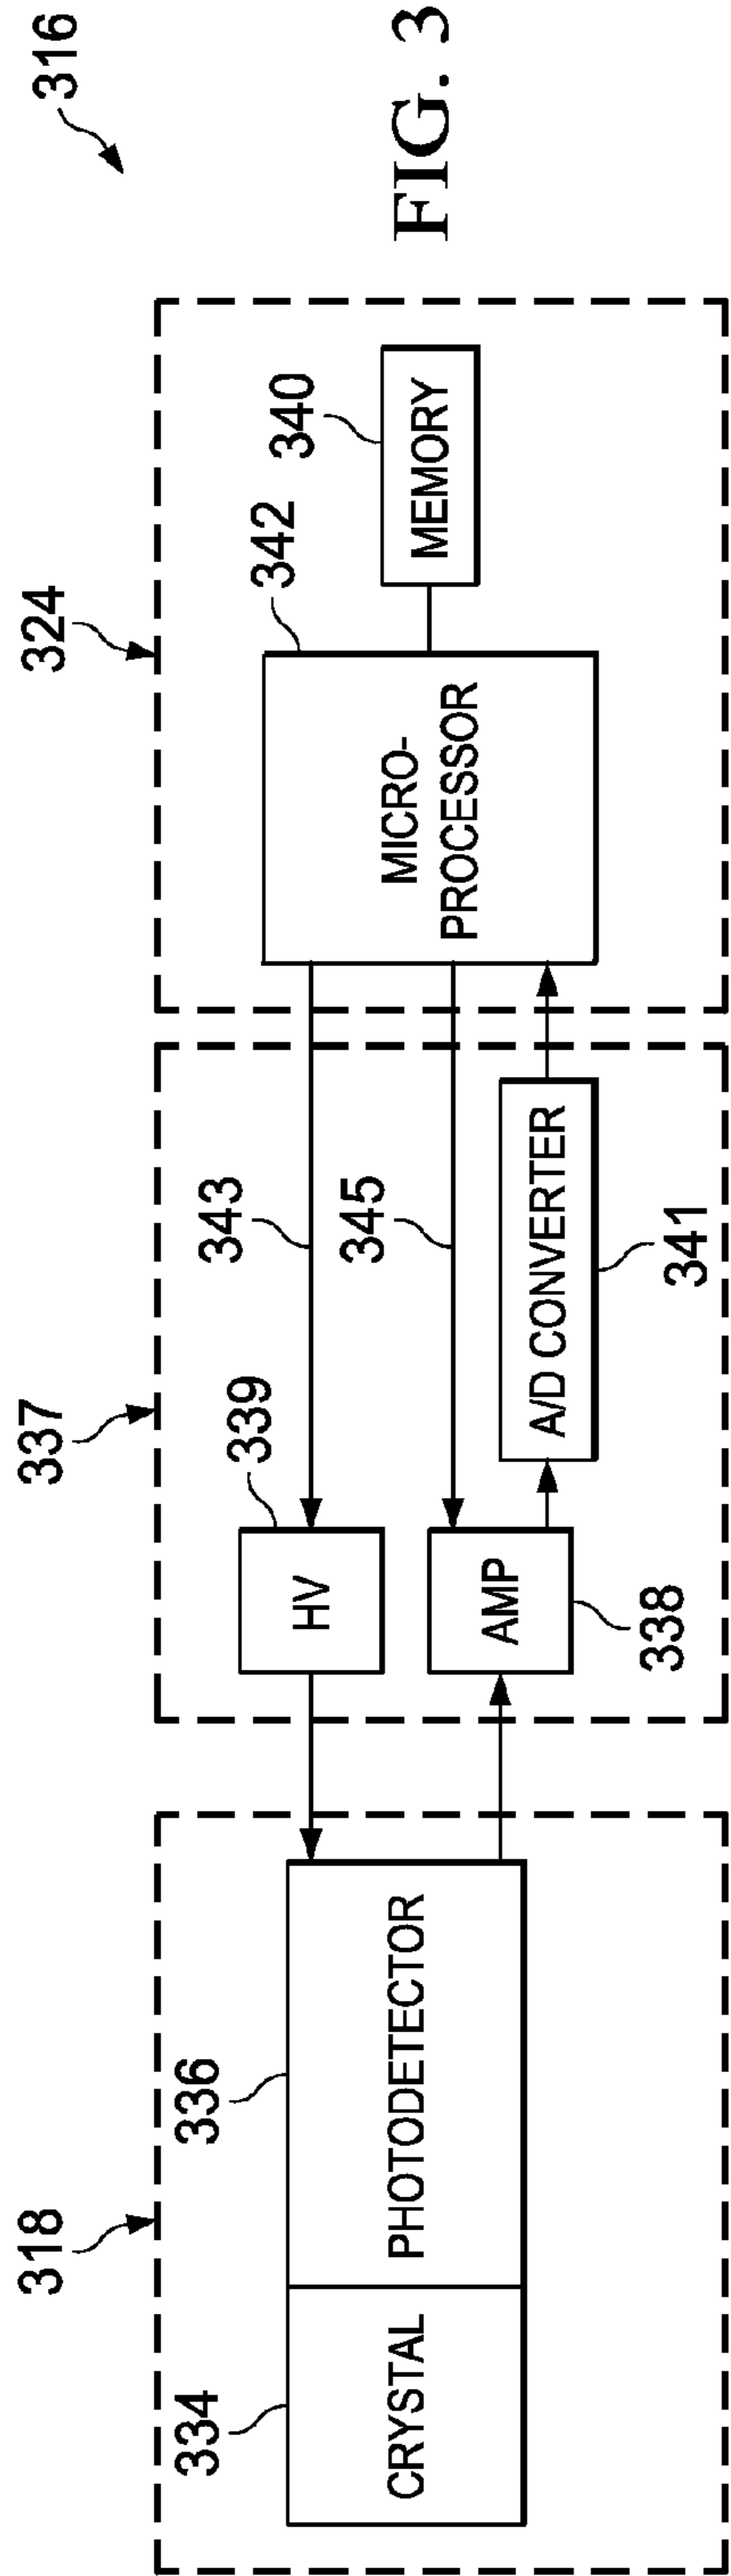 316
318
337
324
334
336
339
343
345
342
340
CRYSTAL
PHOTODETECTOR
HV
AMP
A/D CONVERTER
MICRO-
PROCESSOR
MEMORY
338
341
FIG. 3